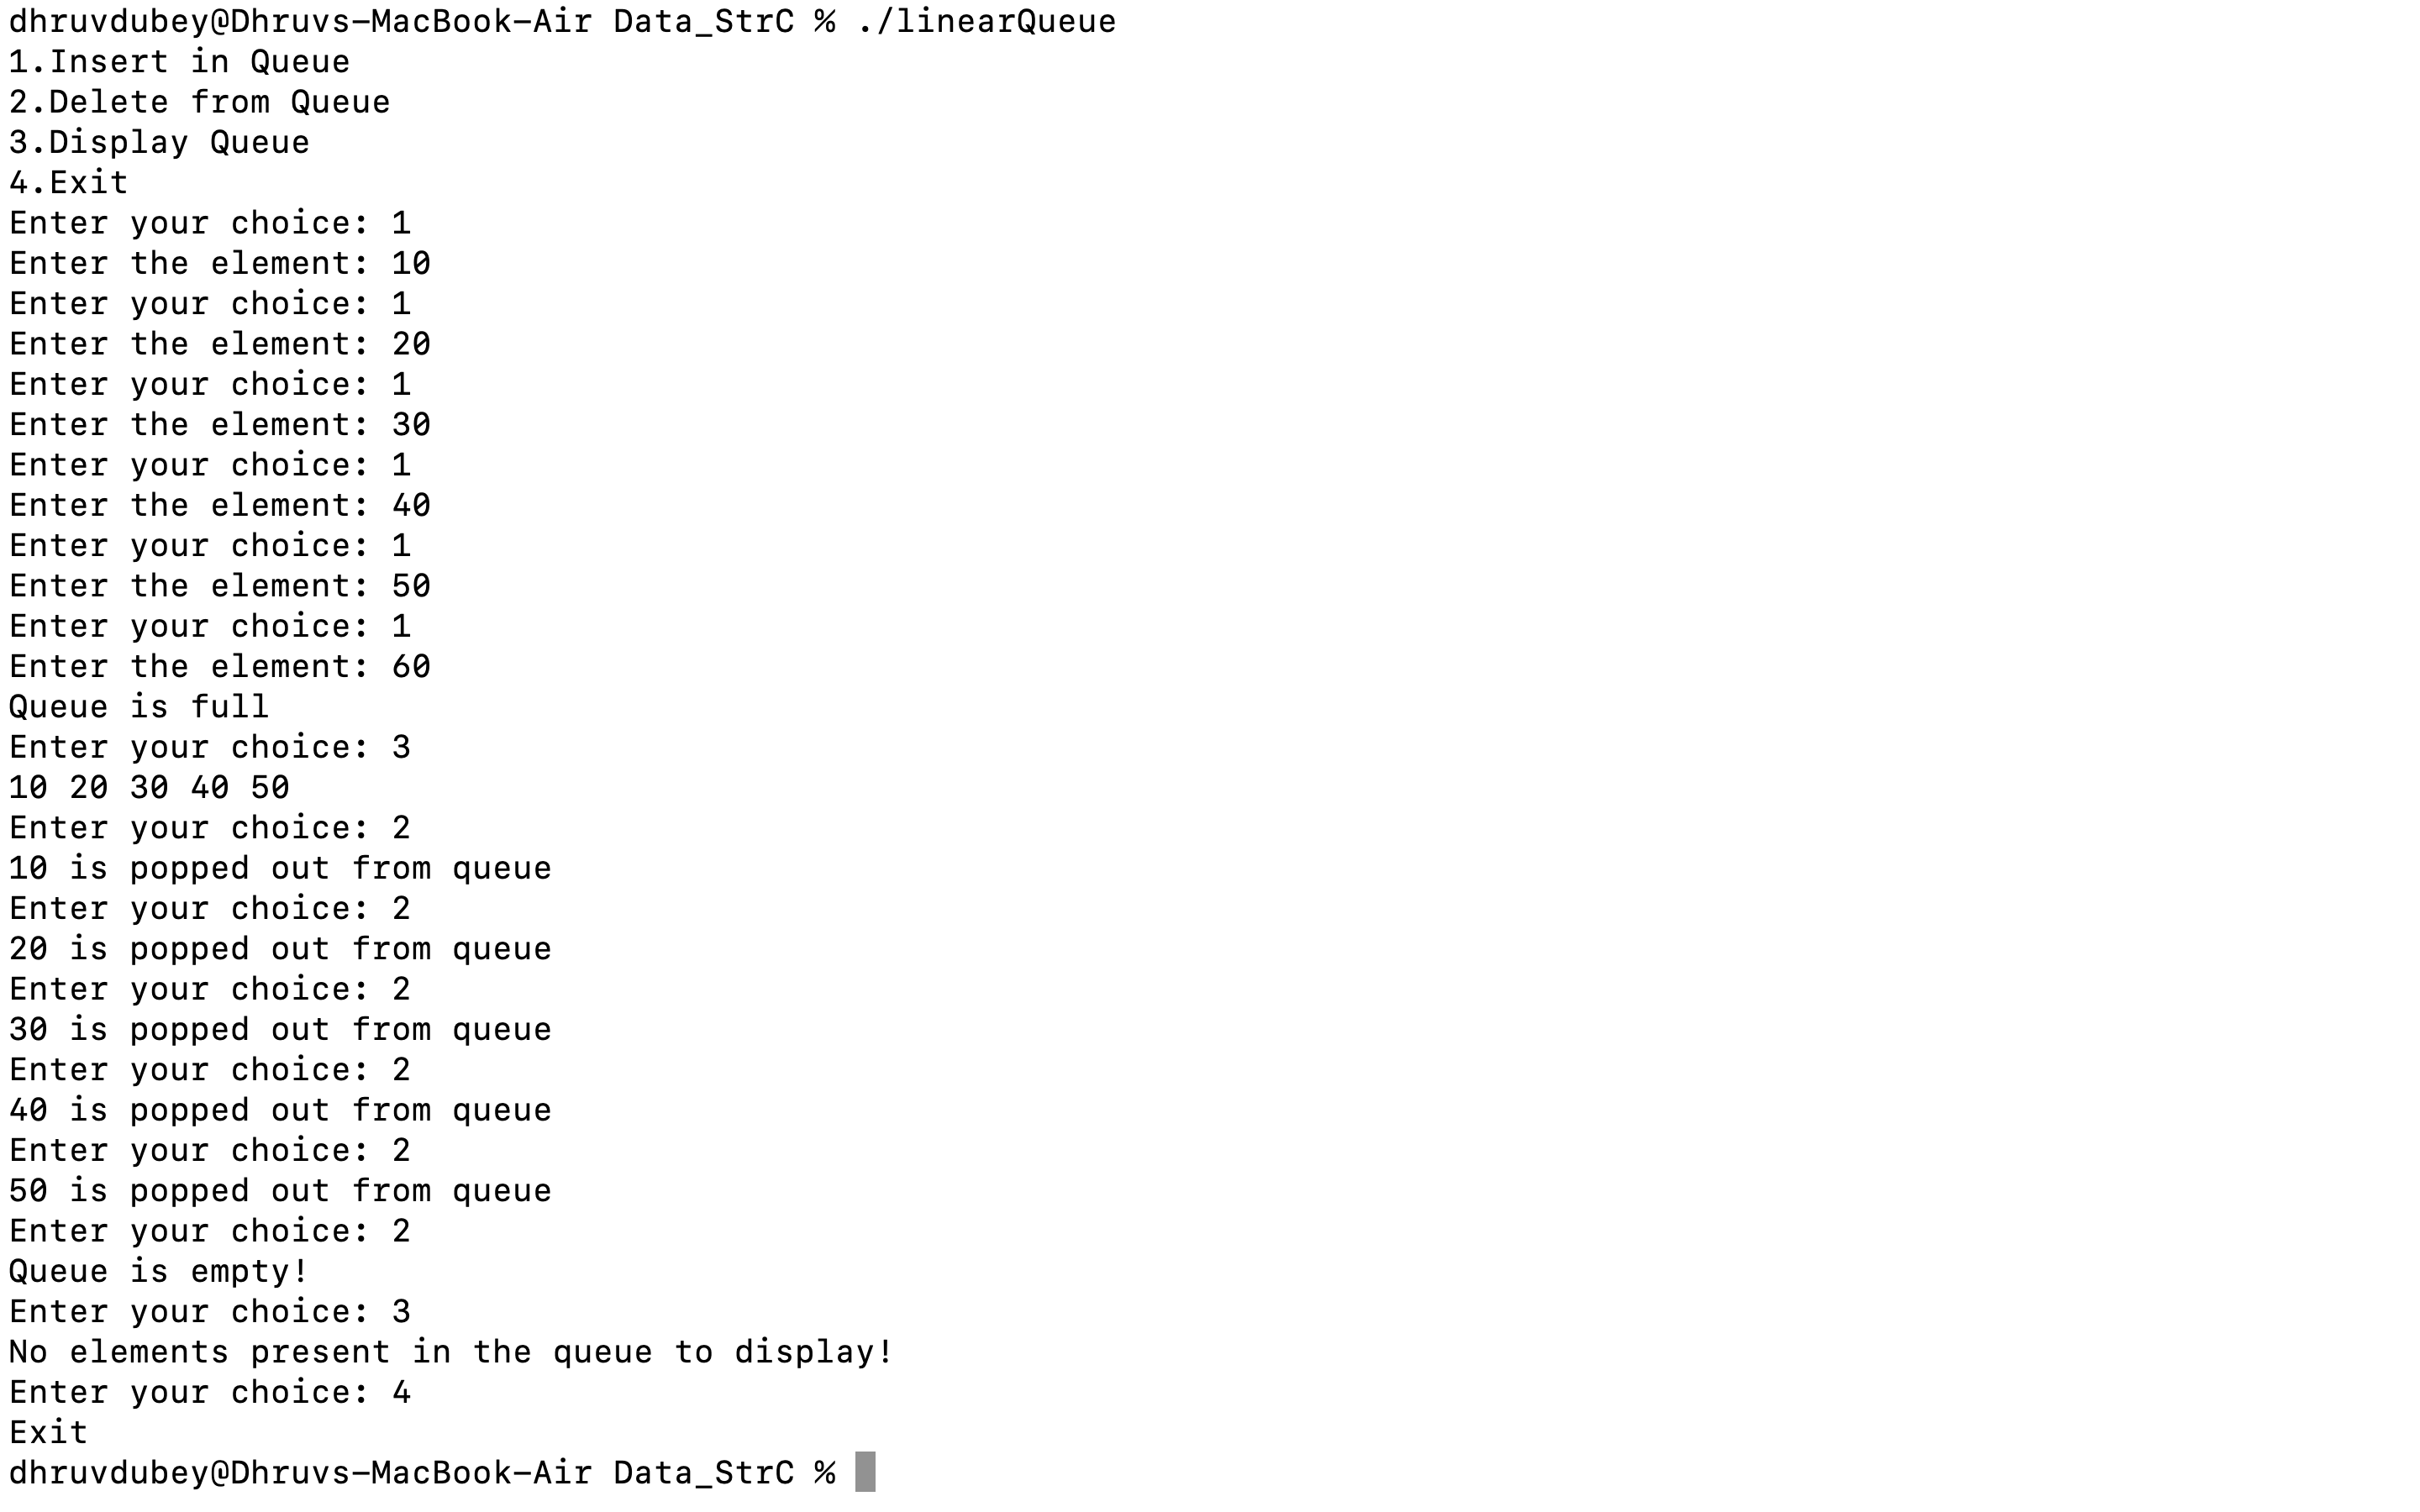 dhruvdubey@Dhruvs-MacBook-Air Data_StrC % ./linearQueue
1.Insert in Queue
2.Delete from Queue
3.Display Queue
4.Exit
Enter your choice: 1
Enter the element: 10
Enter your choice: 1
Enter the element: 20
Enter your choice: 1
Enter the element: 30
Enter your choice: 1
Enter the element: 40
Enter your choice: 1
Enter the element: 50
Enter your choice: 1
Enter the element: 60
Queue is full
Enter your choice: 3
10 20 30 40 50
Enter your choice: 2
10 is popped out from queue
Enter your choice: 2
20 is popped out from queue
Enter your choice: 2
30 is popped out from queue
Enter your choice: 2
40 is popped out from queue
Enter your choice: 2
50 is popped out from queue
Enter your choice: 2
Queue is empty!
Enter your choice: 3
No elements present in the queue to display!
Enter your choice: 4
Exit
dhruvdubey@Dhruvs-MacBook-Air Data_StrC %